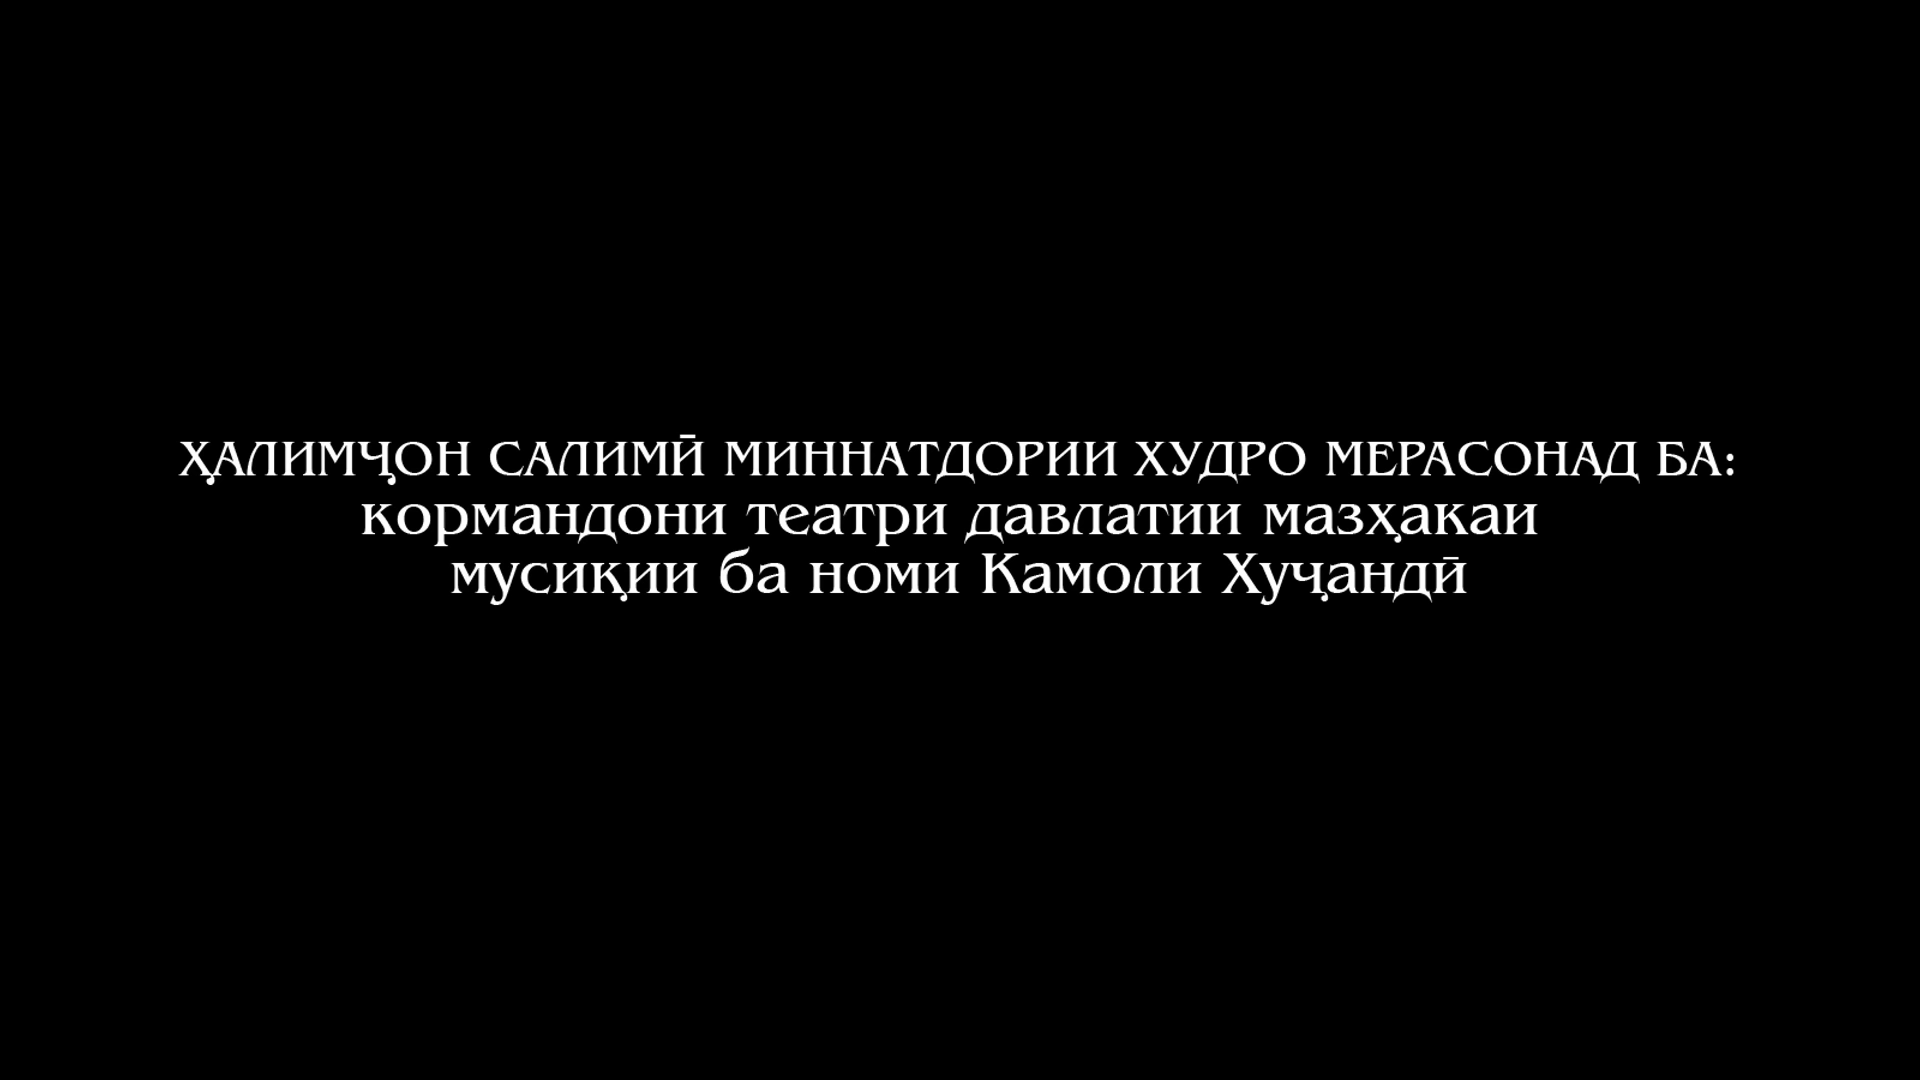 ҲАЛИМҶОН САЛИМӢ МИННАТДОРИИ ХУДРО МЕРАСОНАД БА:
кормандони театри давлатии мазҳакаи
мусиқии ба номи Камоли Хуҷандӣ